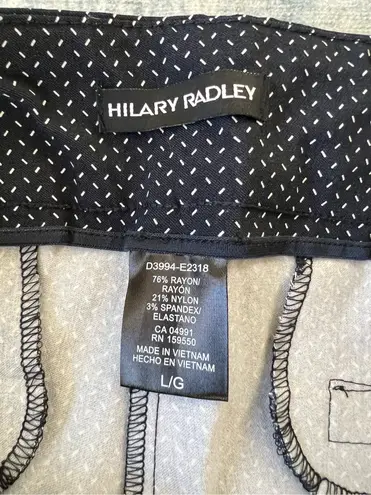 HILARY RADLEY
D3994-E2318
76% RAYON/
RAYÓN
21% NYLON
3% SPANDEX/
ELASTANO
CA 04991
RN 159550
MADE IN VIETNAM
HECHO EN VIETNAM
L/G